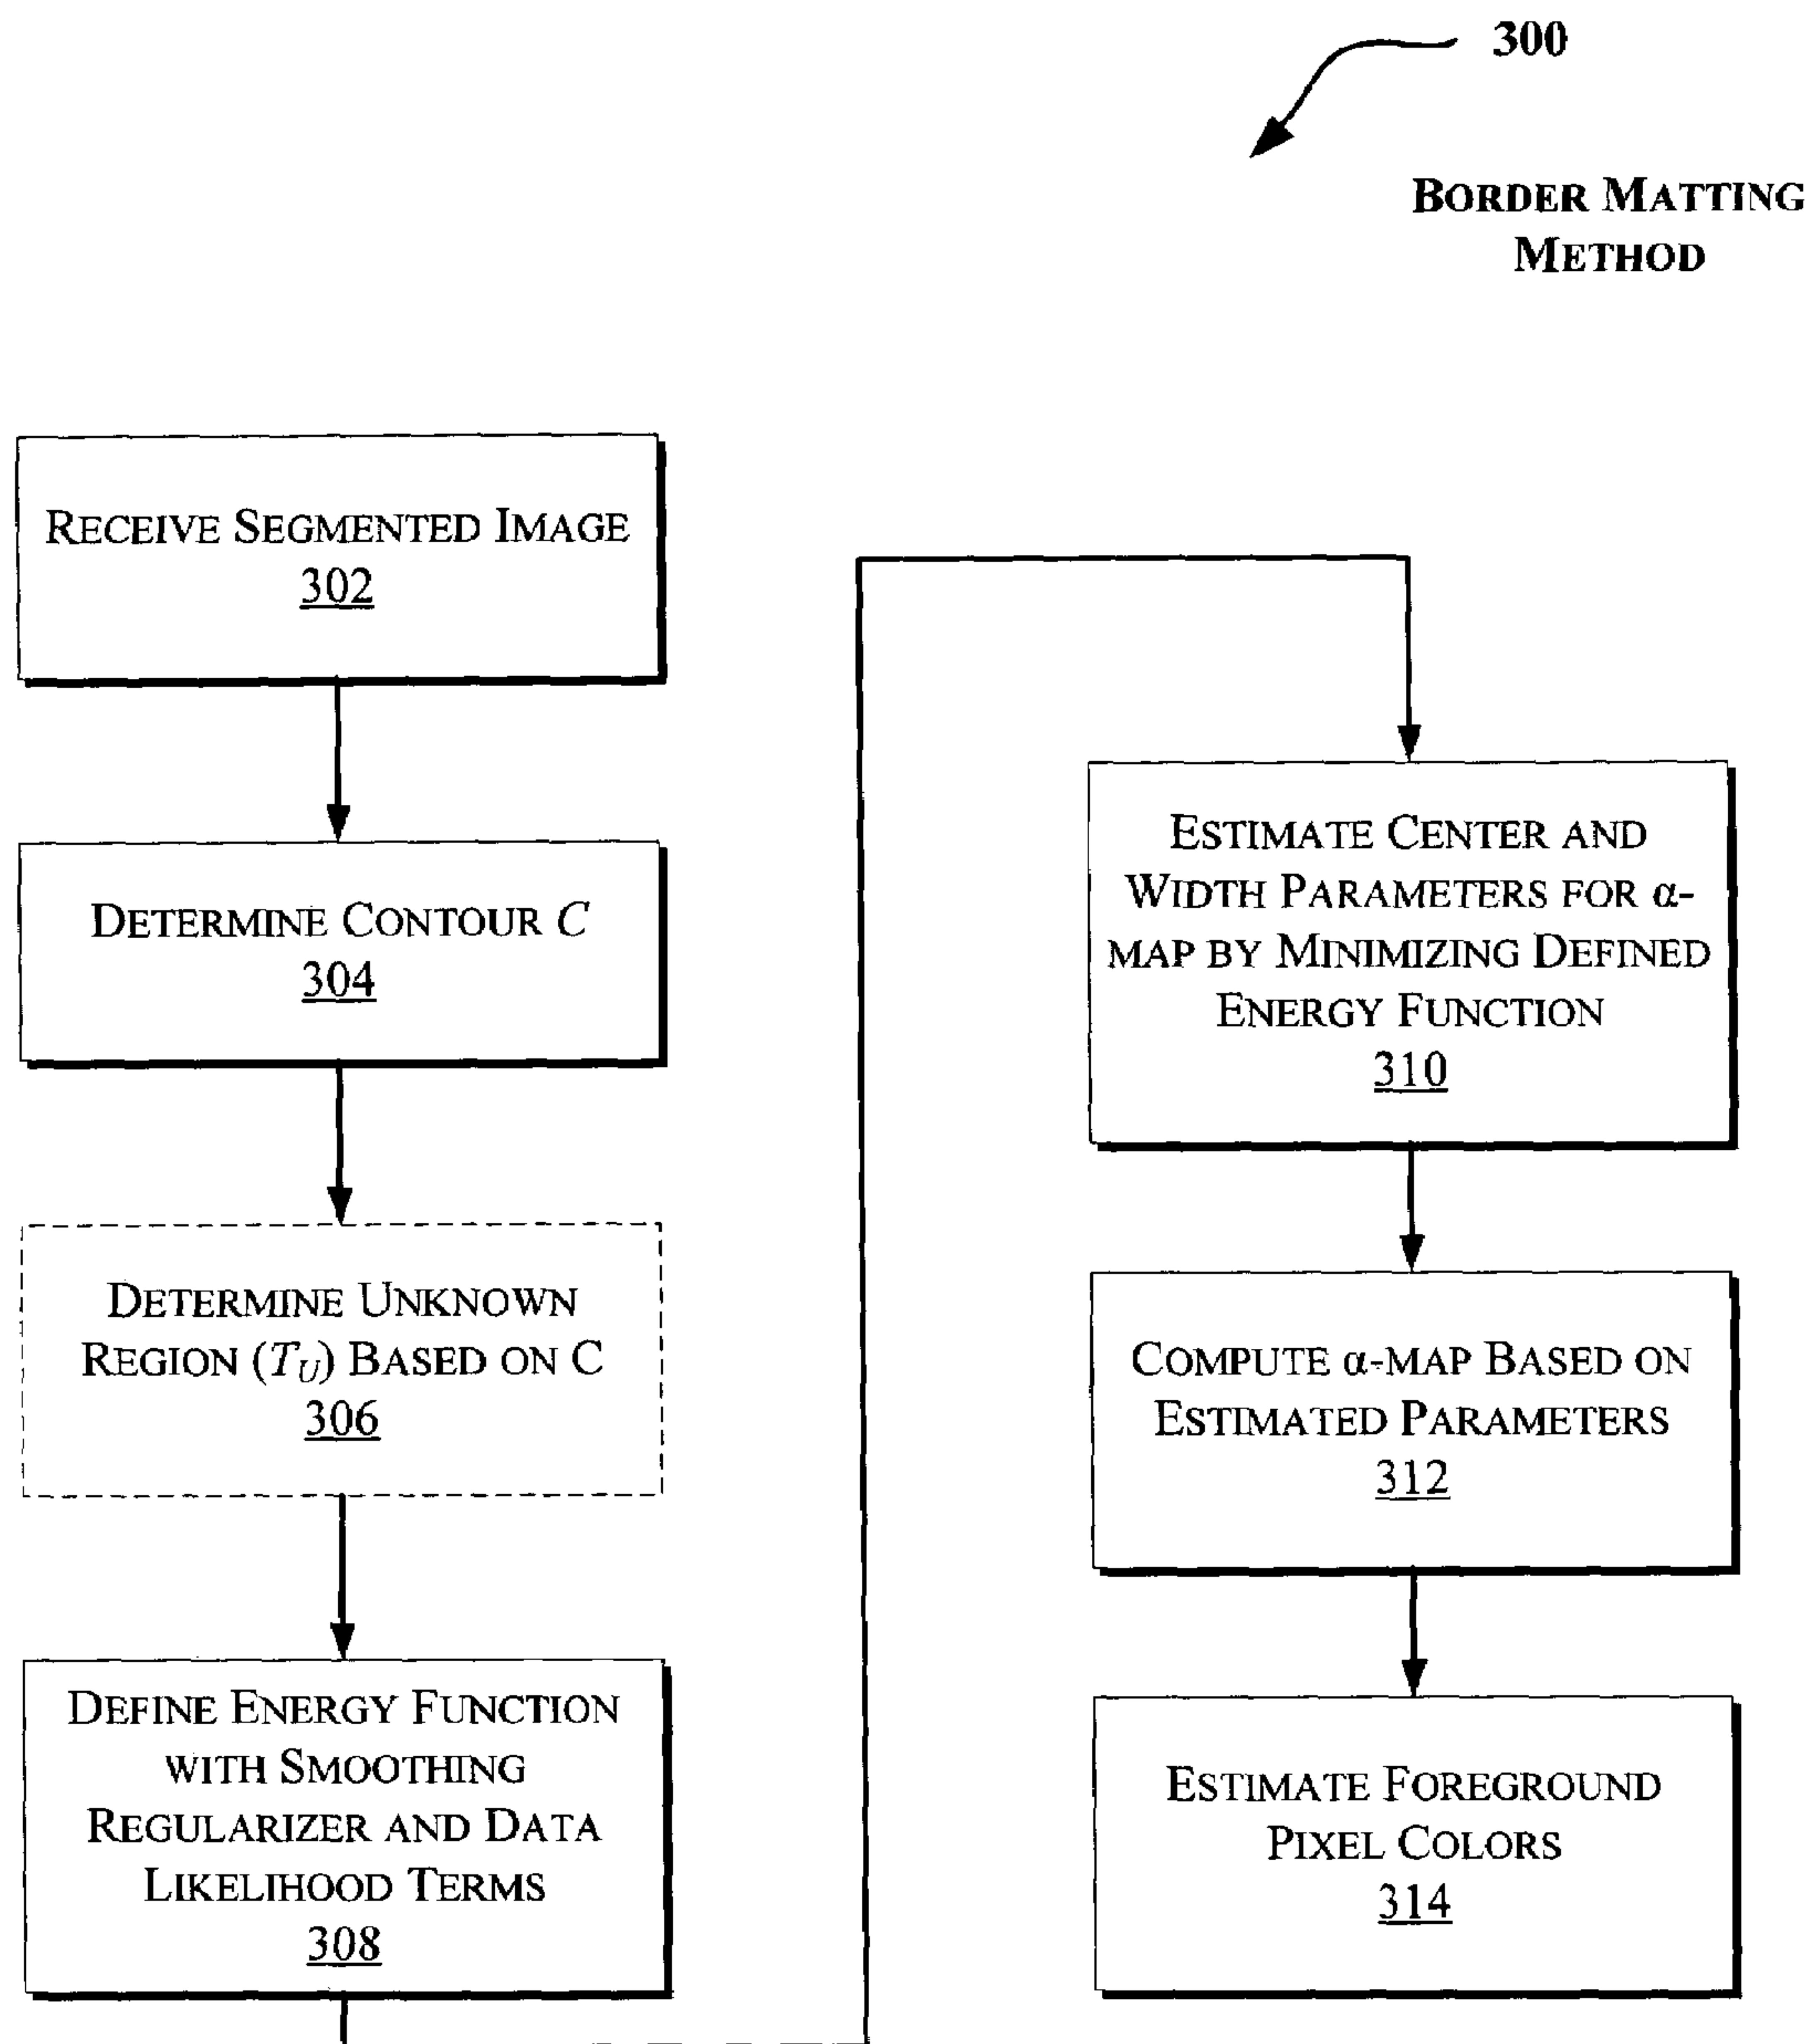 300
BORDER MATTING
METHOD
RECEIVE SEGMENTED IMAGE
302
DETERMINE CONTOUR C
304
DETERMINE UNKNOWN
REGION (TU) BASED ON C
306
DEFINE ENERGY FUNCTION
WITH SMOOTHING
REGULARIZER AND DATA
LIKELIHOOD TERMS
308
ESTIMATE CENTER AND
WIDTH PARAMETERS FOR α-
MAP BY MINIMIZING DEFINED
ENERGY FUNCTION
310
COMPUTE α-MAP BASED ON
ESTIMATED PARAMETERS
312
ESTIMATE FOREGROUND
PIXEL COLORS
314